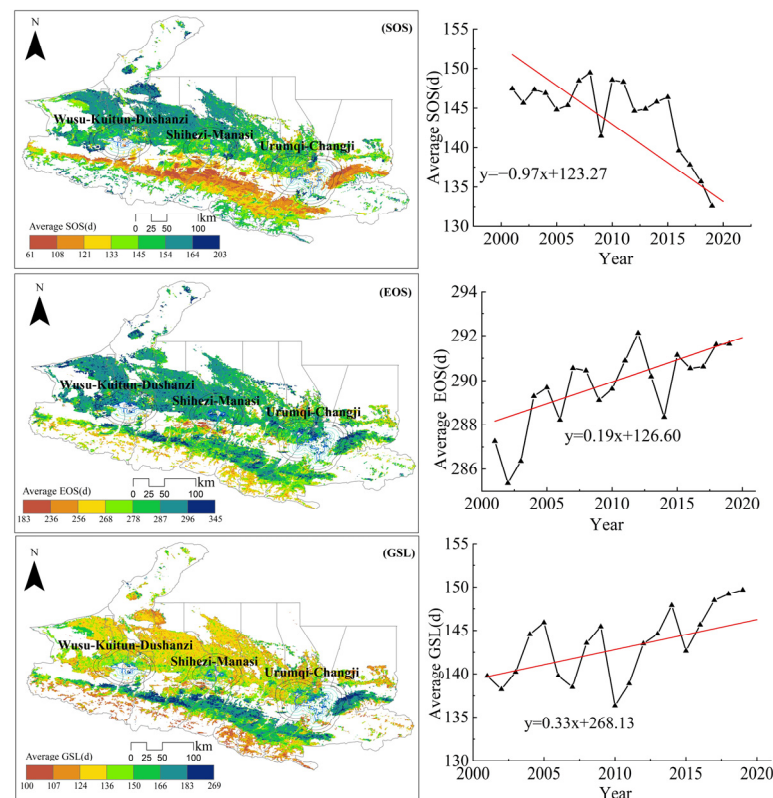 N
(SOS)
Wusu-Kuitun-Dushanzi
Shihezi-Manasi
Urumqi-Changji
Average SOS(d)
0 25 50 100 km
61 108 121 133 145 154 164 203
Average SOS(d)
155
150
145
140
135
130
y=−0.97x+123.27
2000 2005 2010 2015 2020
Year
N
(EOS)
Wusu-Kuitun-Dushanzi
Shihezi-Manasi
Urumqi-Changji
km
Average EOS(d)
0 25 50 100
183 236 256 268 278 287 296 345
Average EOS(d)
294
292
290
288
286
y=0.19x+126.60
2000 2005 2010 2015 2020
Year
N
(GSL)
Wusu-Kuitun-Dushanzi
Shihezi-Manasi
Urumqi-Changji
km
Average GSL(d)
0 25 50 100
100 107 124 136 150 166 183 269
Average GSL(d)
155
150
145
140
135
130
y=0.33x+268.13
2000 2005 2010 2015 2020
Year